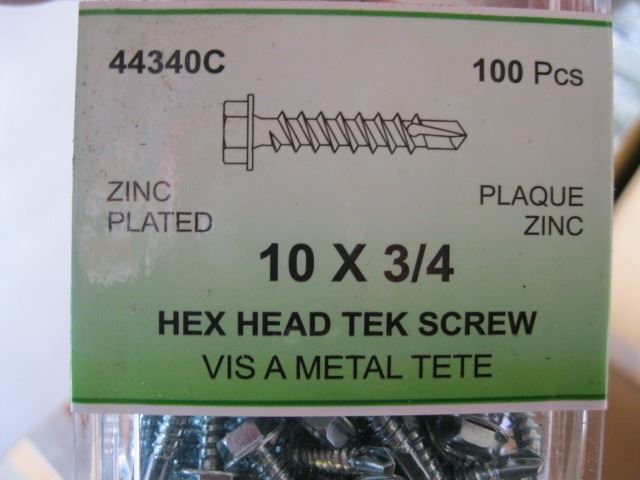 44340C
100 Pcs
ZINC
PLATED
PLAQUE
ZINC
10 X 3/4
HEX HEAD TEK SCREW
VIS A METAL TETE